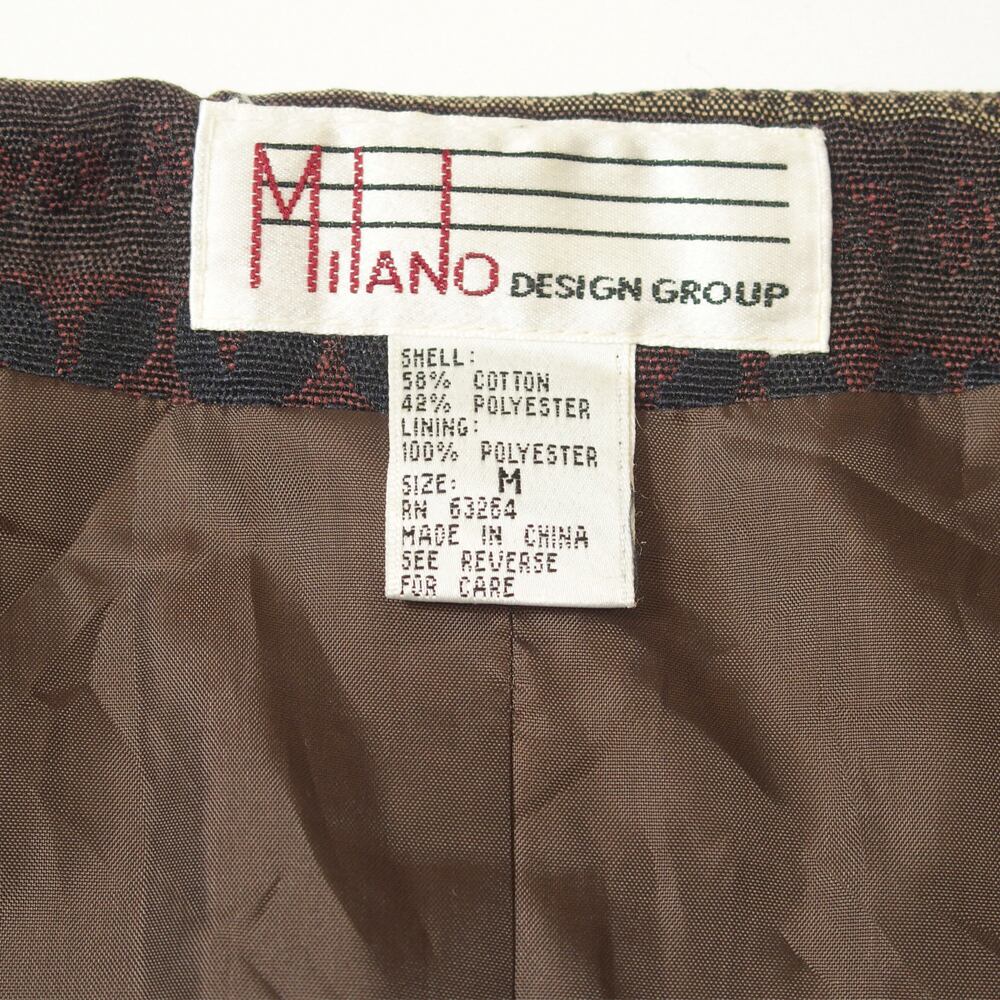 MIlANO DESIGN GROUP
SHELL:
58% COTTON
42% POLYESTER
LINING:
100% POLYESTER
SIZE: M
RN 63264
MADE IN CHINA
SEE REVERSE
FOR CARE